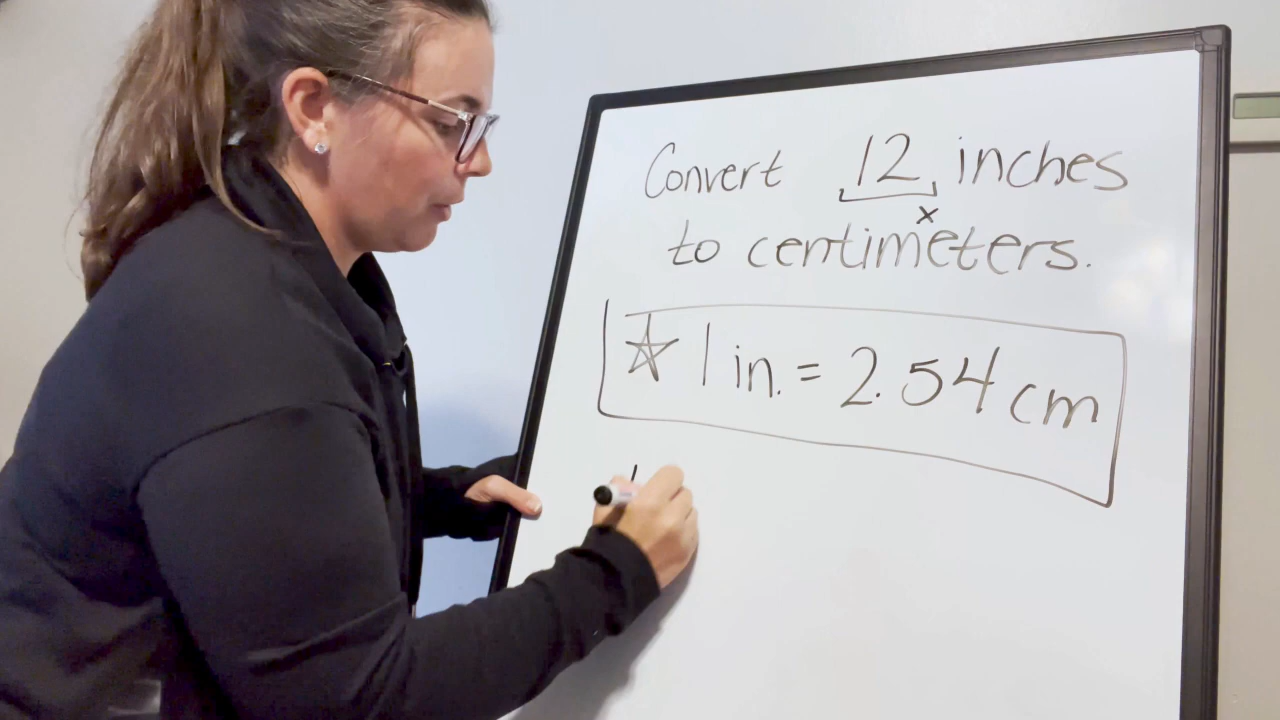 Convert 12 inches
x
to centimeters.
☆ 1 in. = 2.54 cm